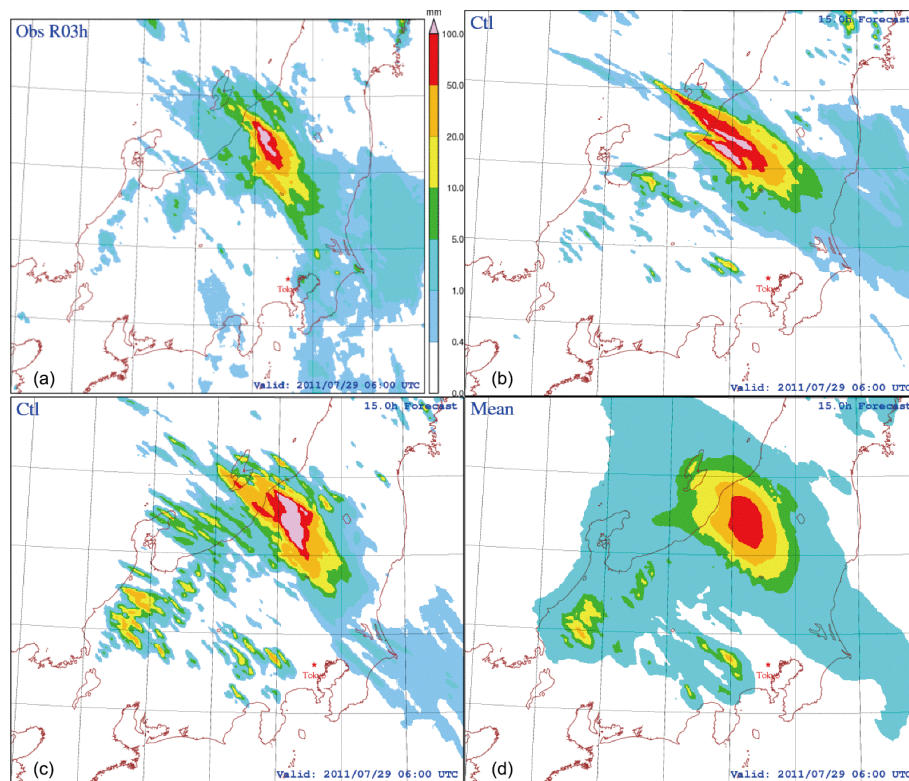 Obs R03h
mm
100.0
50.0
20.0
10.0
5.0
1.0
0.4
0.0
Tokyo
(a)
Valid: 2011/07/29 06:00 UTC
Ctl
15.0h Forecast
Tokyo
(b)
Valid: 2011/07/29 06:00 UTC
Ctl
15.0h Forecast
Tokyo
(c)
Valid: 2011/07/29 06:00 UTC
Mean
15.0h Forecast
Tokyo
(d)
Valid: 2011/07/29 06:00 UTC